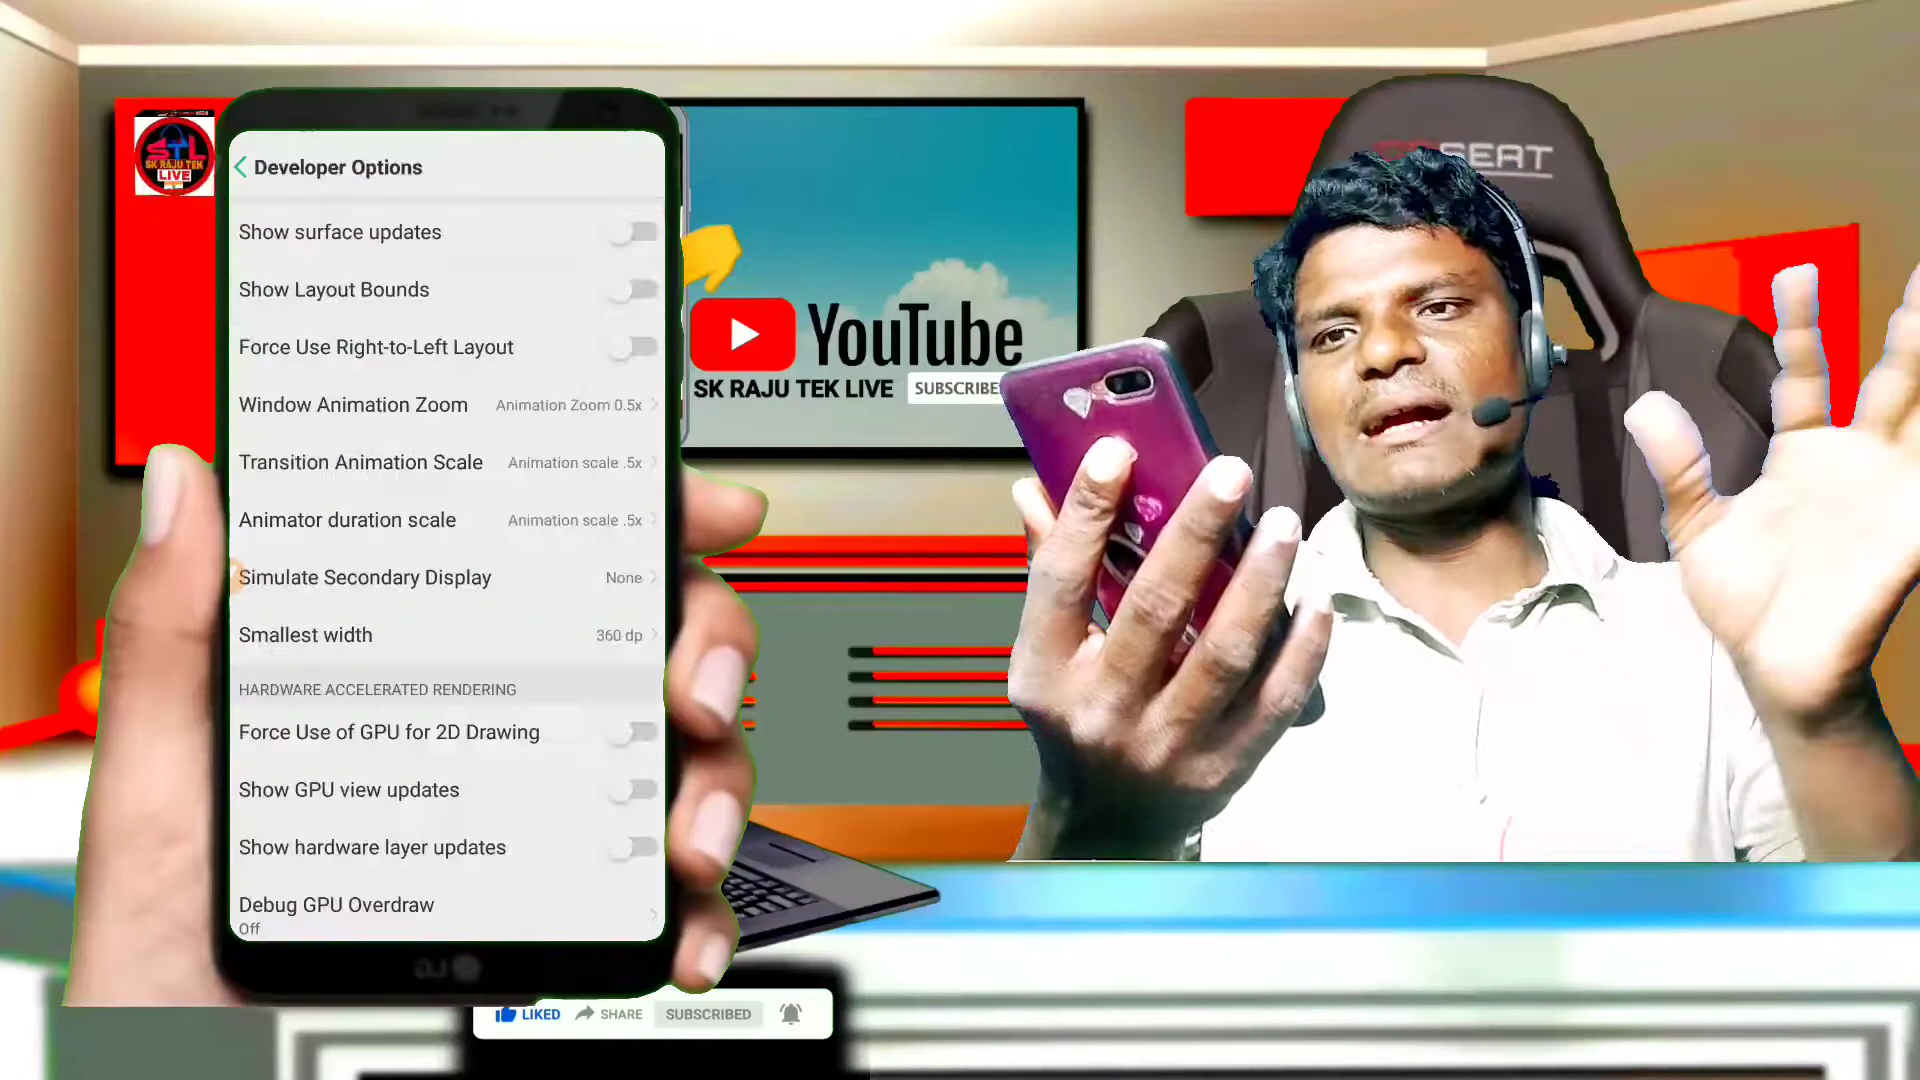 STL
SK RAJU TEK
LIVE
Developer Options
Show surface updates
Show Layout Bounds
Force Use Right-to-Left Layout
Window Animation Zoom Animation Zoom 0.5x
Transition Animation Scale Animation scale .5x
Animator duration scale Animation scale .5x
Simulate Secondary Display None
Smallest width 360 dp
HARDWARE ACCELERATED RENDERING
Force Use of GPU for 2D Drawing
Show GPU view updates
Show hardware layer updates
Debug GPU Overdraw
Off
YouTube
SK RAJU TEK LIVE SUBSCRIBE
SEAT
LIKED SHARE SUBSCRIBED